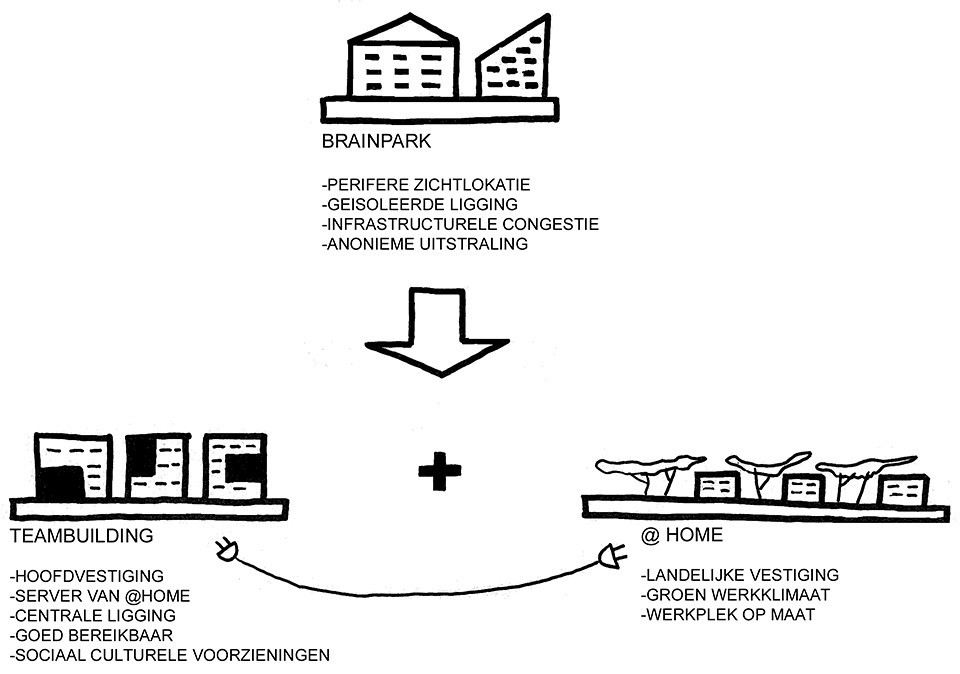 BRAINPARK
-PERIFERE ZICHTLOKATIE
-GEISOLEERDE LIGGING
-INFRASTRUCTURELE CONGESTIE
-ANONIEME UITSTRALING
TEAMBUILDING
-HOOFDVESTIGING
-SERVER VAN @HOME
-CENTRALE LIGGING
-GOED BEREIKBAAR
-SOCIAAL CULTURELE VOORZIENINGEN
@ HOME
-LANDELIJKE VESTIGING
-GROEN WERKKLIMAAT
-WERKPLEK OP MAAT